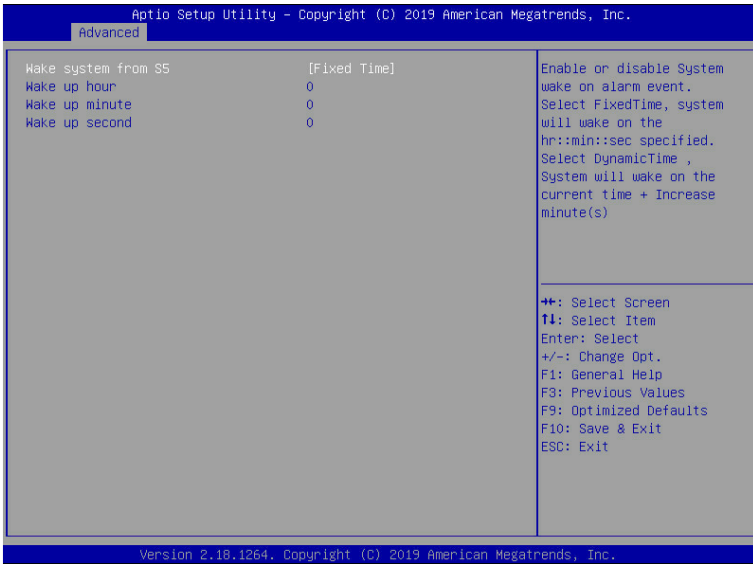 Aptio Setup Utility – Copyright (C) 2019 American Megatrends, Inc.
Advanced
Wake system from S5 [Fixed Time]
Wake up hour 0
Wake up minute 0
Wake up second 0
Enable or disable System
wake on alarm event.
Select FixedTime, system
will wake on the
hr::min::sec specified.
Select DynamicTime ,
System will wake on the
current time + Increase
minute(s)
→←: Select Screen
↑↓: Select Item
Enter: Select
+/-: Change Opt.
F1: General Help
F3: Previous Values
F9: Optimized Defaults
F10: Save & Exit
ESC: Exit
Version 2.18.1264. Copyright (C) 2019 American Megatrends, Inc.